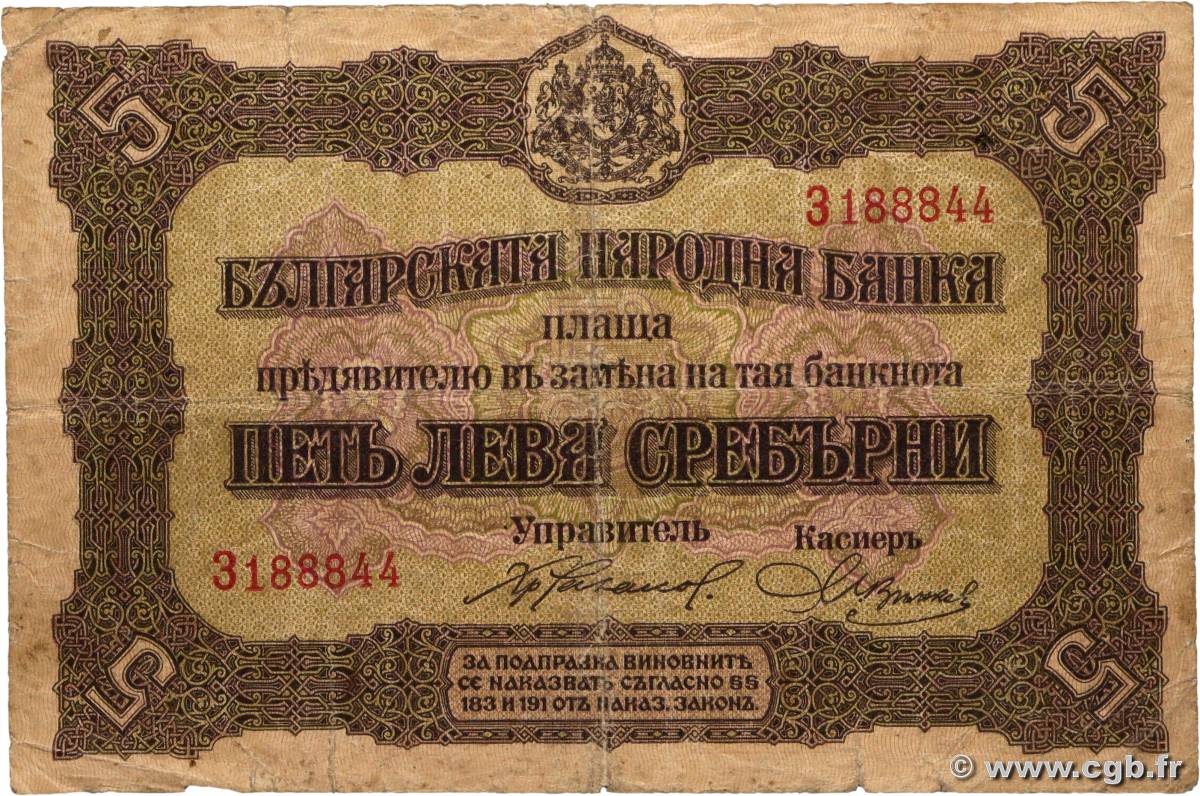 5 5
3188844
БЪЛГАРСКАТА НАРОДНА БАНКА
плаща
прѣдявителю въ замѣна на тая банкнота
ПЕТЬ ЛЕВА СРЕБЪРНИ
Управитель Касиеръ
3188844
5 5
ЗА ПОДПРАВКА ВИНОВНИТѢ
СЕ НАКАЗВАТЪ СЪГЛАСНО §§
183 И 191 ОТЪ НАКАЗ. ЗАКОНЪ.
© www.cgb.fr